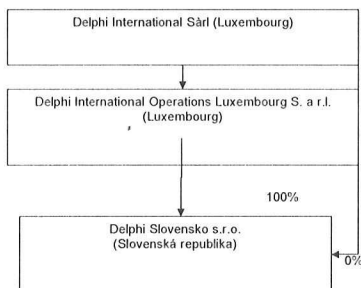 Delphi International Sàrl (Luxembourg)
Delphi International Operations Luxembourg S. a r.l.
(Luxembourg)
100%
Delphi Slovensko s.r.o.
(Slovenská republika)
0%